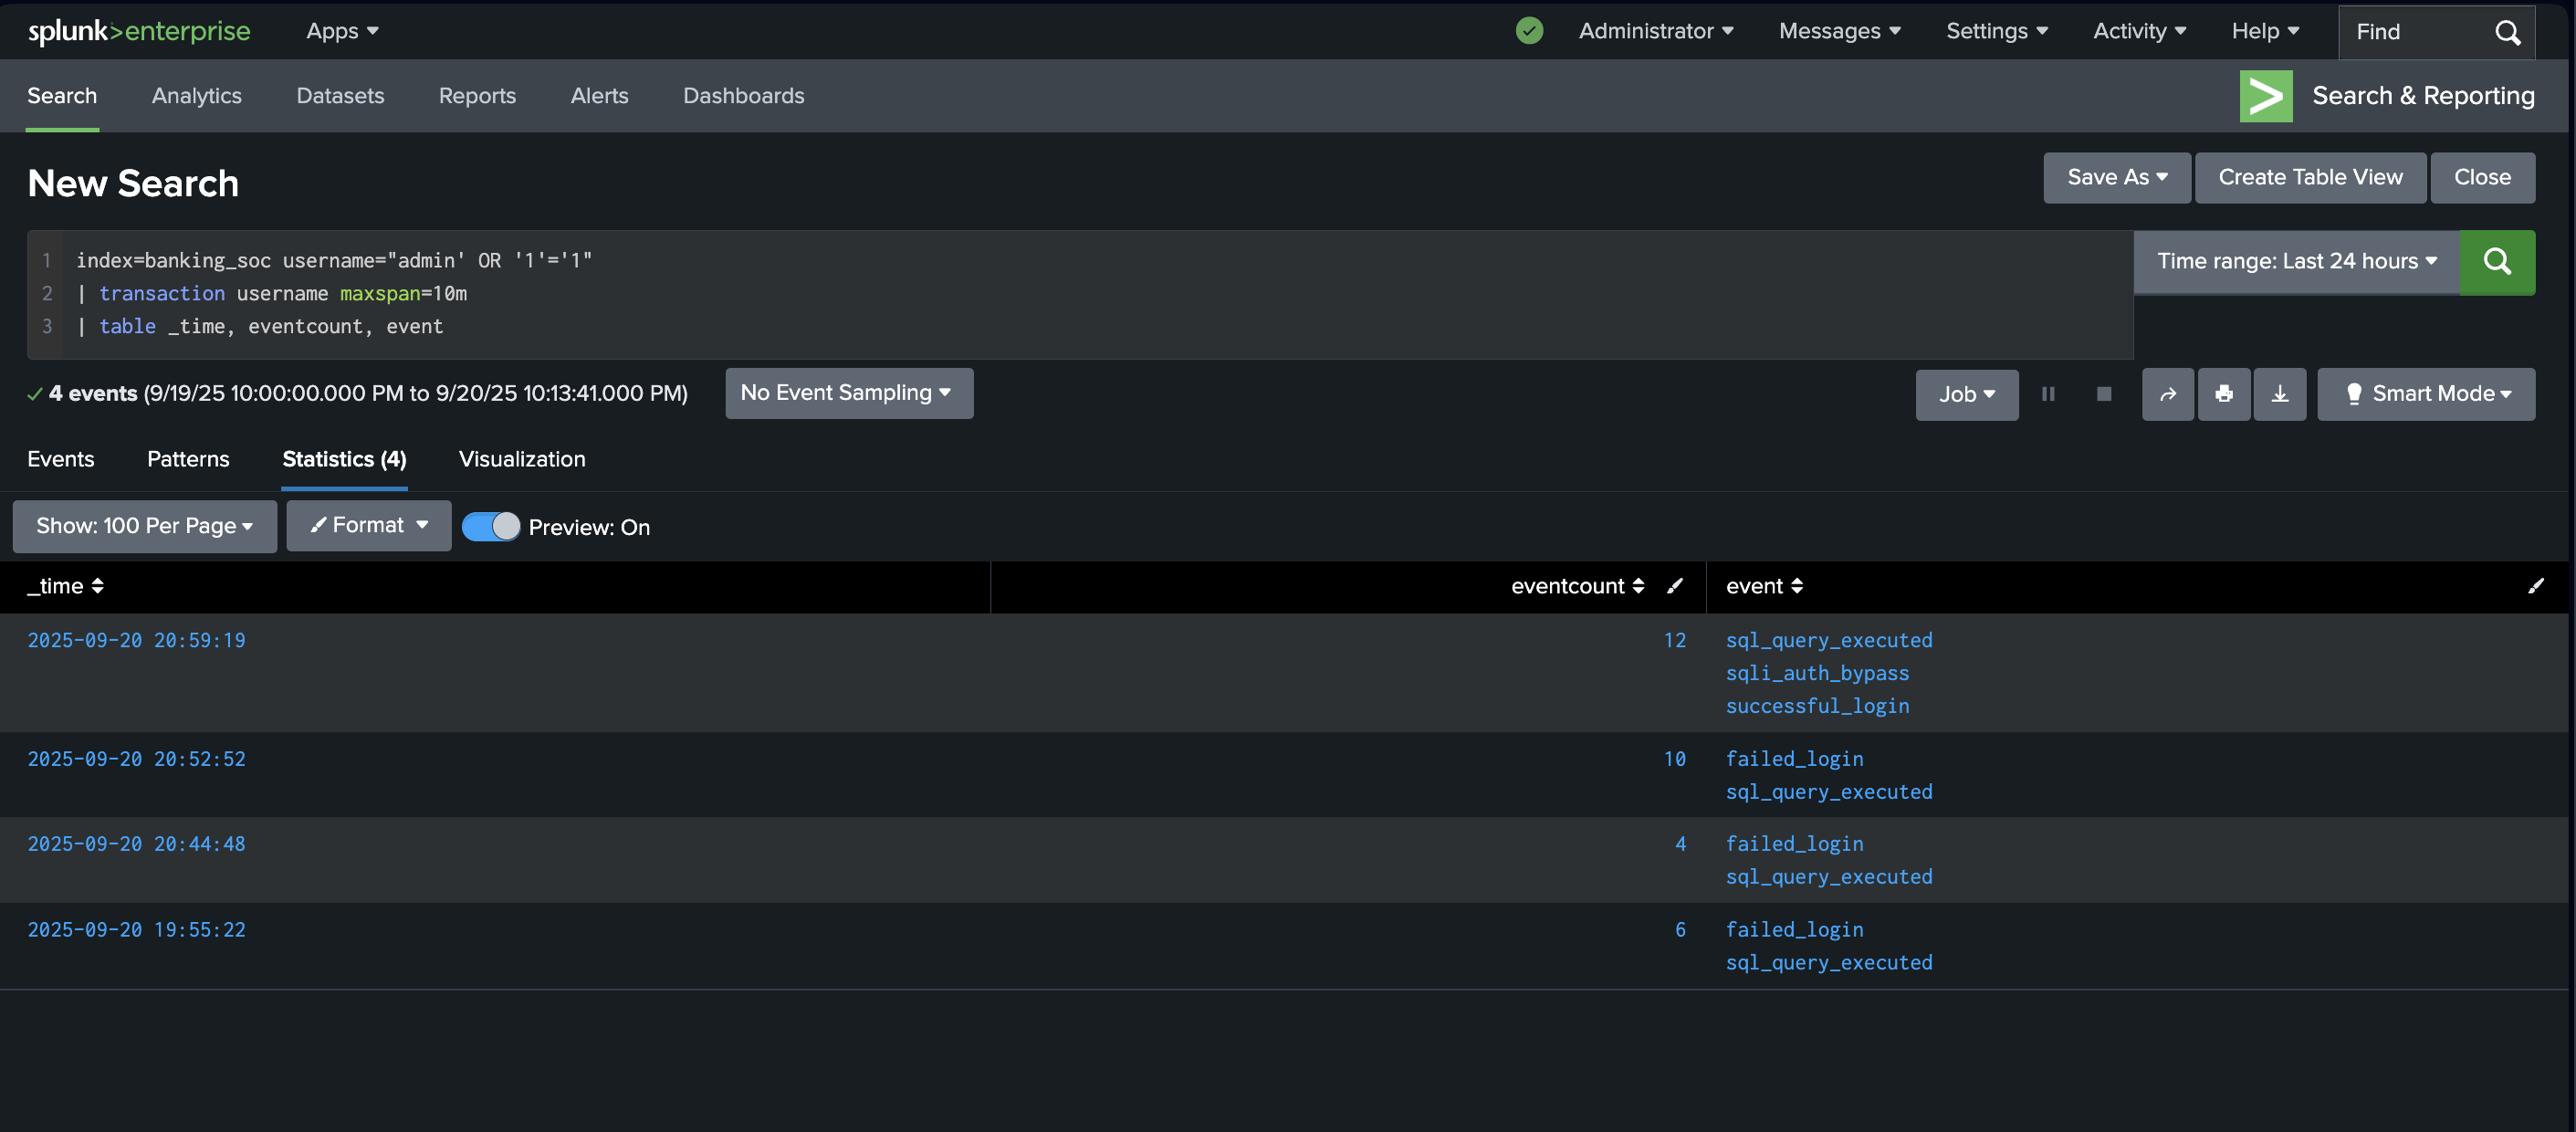 splunk>enterprise Apps Administrator Messages Settings Activity Help Find
Search Analytics Datasets Reports Alerts Dashboards Search & Reporting
New Search Save As Create Table View Close
1 index=banking_soc username="admin' OR '1'='1"
2 | transaction username maxspan=10m
3 | table _time, eventcount, event
Time range: Last 24 hours
4 events (9/19/25 10:00:00.000 PM to 9/20/25 10:13:41.000 PM) No Event Sampling Job Smart Mode
Events Patterns Statistics (4) Visualization
Show: 100 Per Page Format Preview: On
_time eventcount event
2025-09-20 20:59:19 12 sql_query_executed
sqli_auth_bypass
successful_login
2025-09-20 20:52:52 10 failed_login
sql_query_executed
2025-09-20 20:44:48 4 failed_login
sql_query_executed
2025-09-20 19:55:22 6 failed_login
sql_query_executed